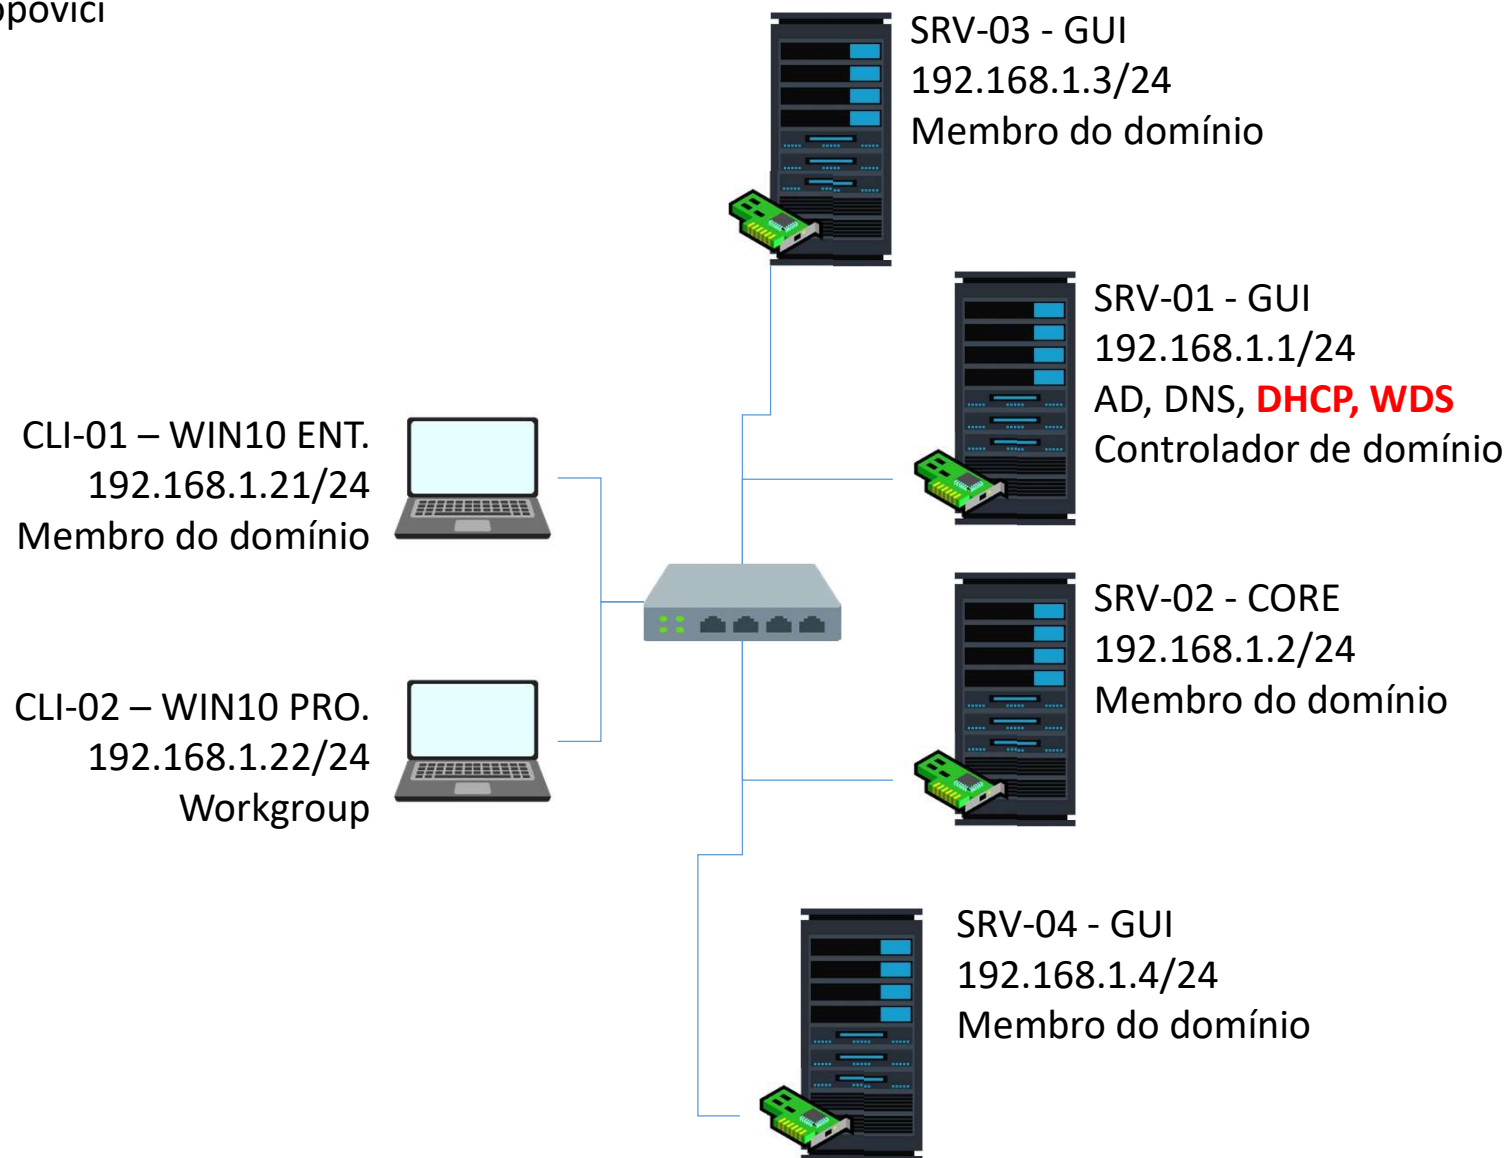 SRV-03 - GUI
192.168.1.3/24
Membro do domínio
SRV-01 - GUI
192.168.1.1/24
AD, DNS, DHCP, WDS
Controlador de domínio
CLI-01 – WIN10 ENT.
192.168.1.21/24
Membro do domínio
SRV-02 - CORE
192.168.1.2/24
Membro do domínio
CLI-02 – WIN10 PRO.
192.168.1.22/24
Workgroup
SRV-04 - GUI
192.168.1.4/24
Membro do domínio